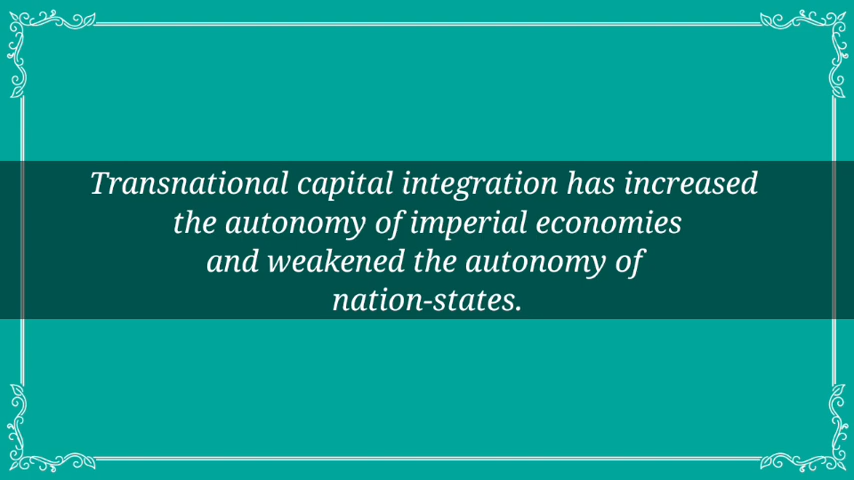 Transnational capital integration has increased
the autonomy of imperial economies
and weakened the autonomy of
nation-states.